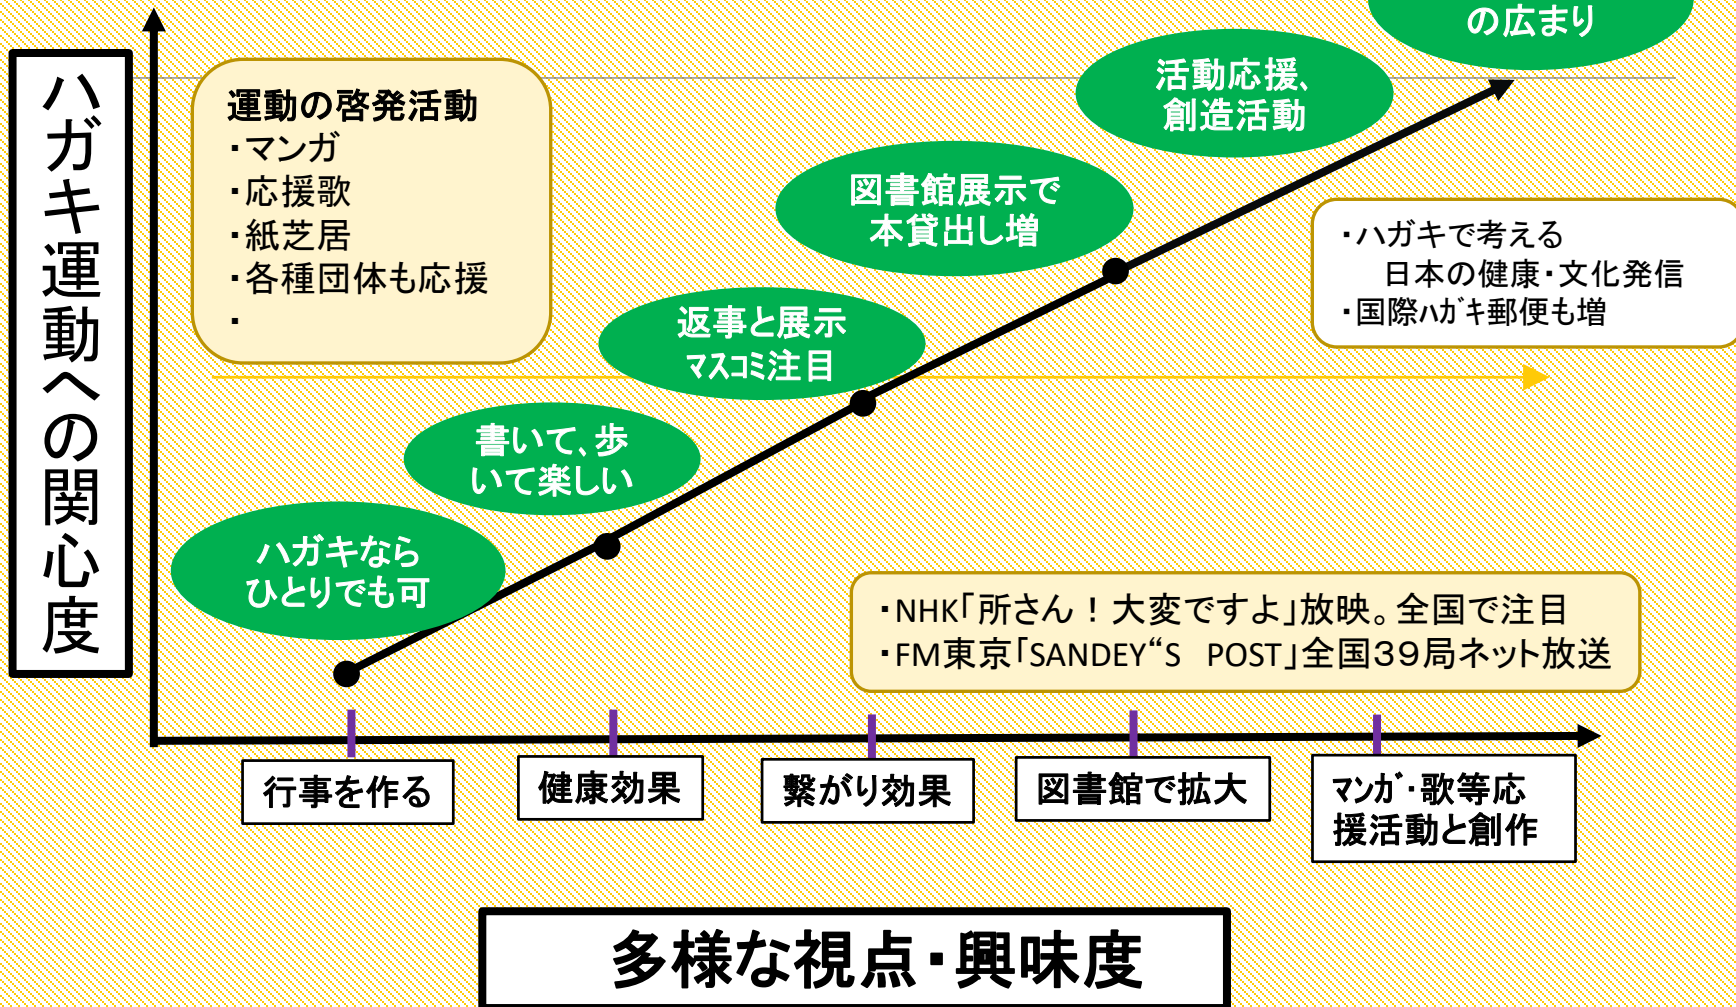 ハガキ運動への関心度
運動の啓発活動
・マンガ
・応援歌
・紙芝居
・各種団体も応援
・
の広まり
活動応援、
創造活動
図書館展示で
本貸出し増
返事と展示
ﾏｽｺﾐ注目
書いて、歩
いて楽しい
ハガキなら
ひとりでも可
・ハガキで考える
日本の健康・文化発信
・国際ﾊｶﾞｷ郵便も増
・NHK「所さん！大変ですよ」放映。全国で注目
・FM東京「SANDEY“S　POST」全国３９局ネット放送
行事を作る
健康効果
繋がり効果
図書館で拡大
ﾏﾝｶﾞ・歌等応
援活動と創作
多様な視点・興味度